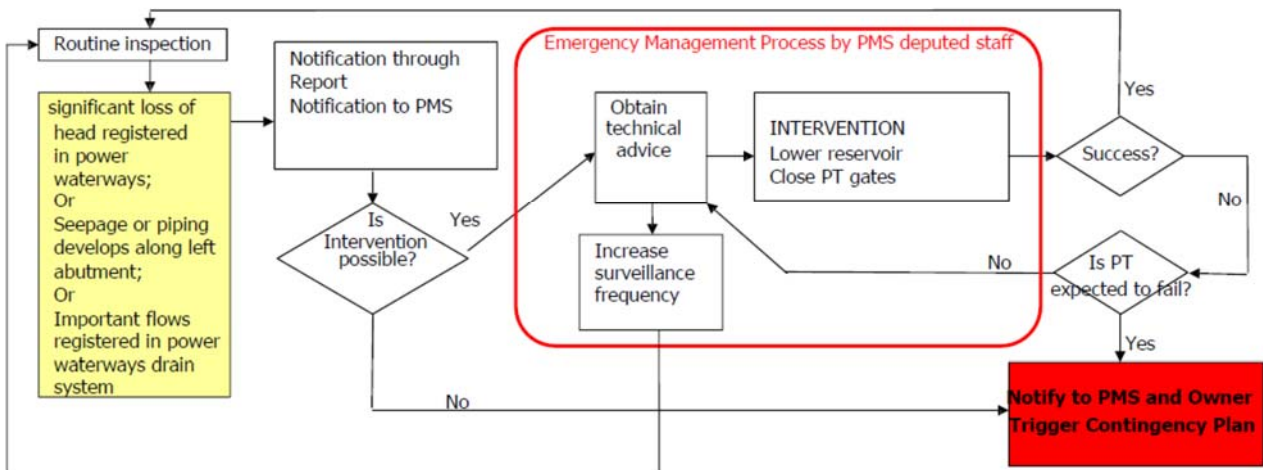 Routine inspection
significant loss of
head registered
in power
waterways;
Or
Seepage or piping
develops along left
abutment;
Or
Important flows
registered in power
waterways drain
system
Notification through
Report
Notification to PMS
Is
Intervention
possible?
Yes
No
Emergency Management Process by PMS deputed staff
Obtain
technical
advice
Increase
surveillance
frequency
INTERVENTION
Lower reservoir
Close PT gates
Success?
Yes
No
Is PT
expected to fail?
No
Yes
Notify to PMS and Owner
Trigger Contingency Plan